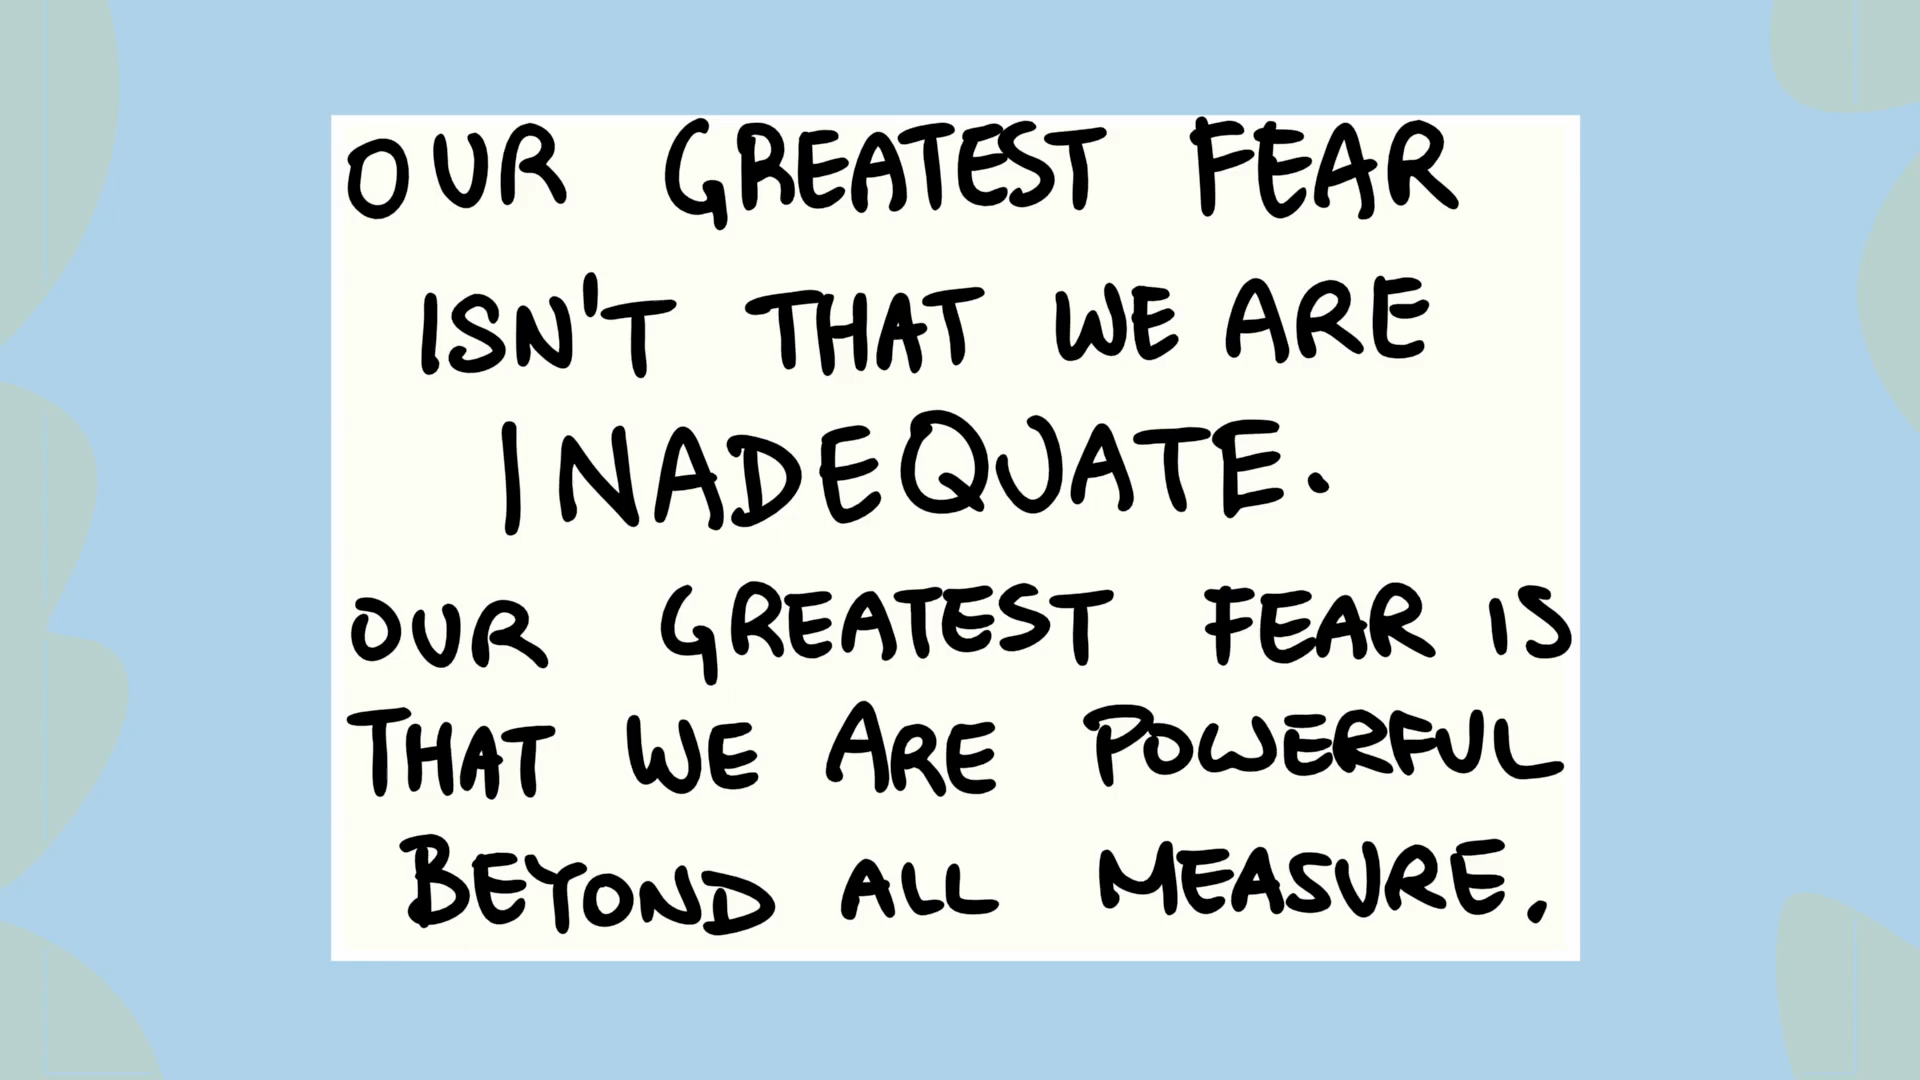 OUR GREATEST FEAR
ISN'T THAT WE ARE
INADEQUATE.
OUR GREATEST FEAR IS
THAT WE ARE POWERFUL
BEYOND ALL MEASURE.